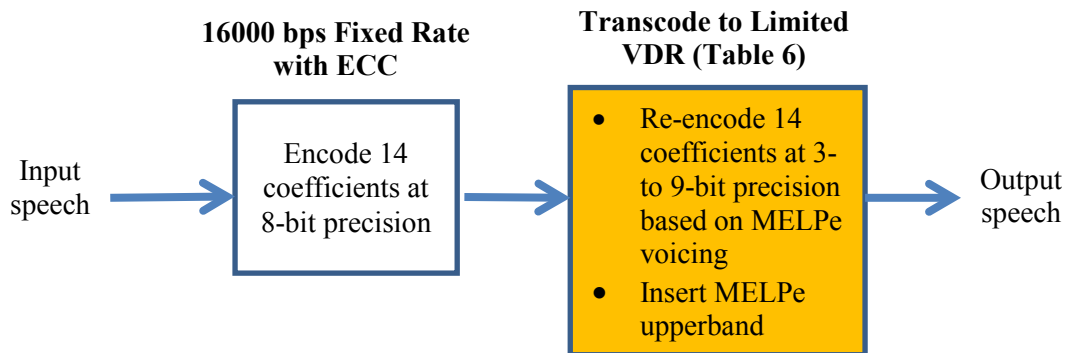 16000 bps Fixed Rate
with ECC
Transcode to Limited
VDR (Table 6)
Input
speech
Encode 14
coefficients at
8-bit precision
• Re-encode 14
coefficients at 3-
to 9-bit precision
based on MELPe
voicing
• Insert MELPe
upperband
Output
speech